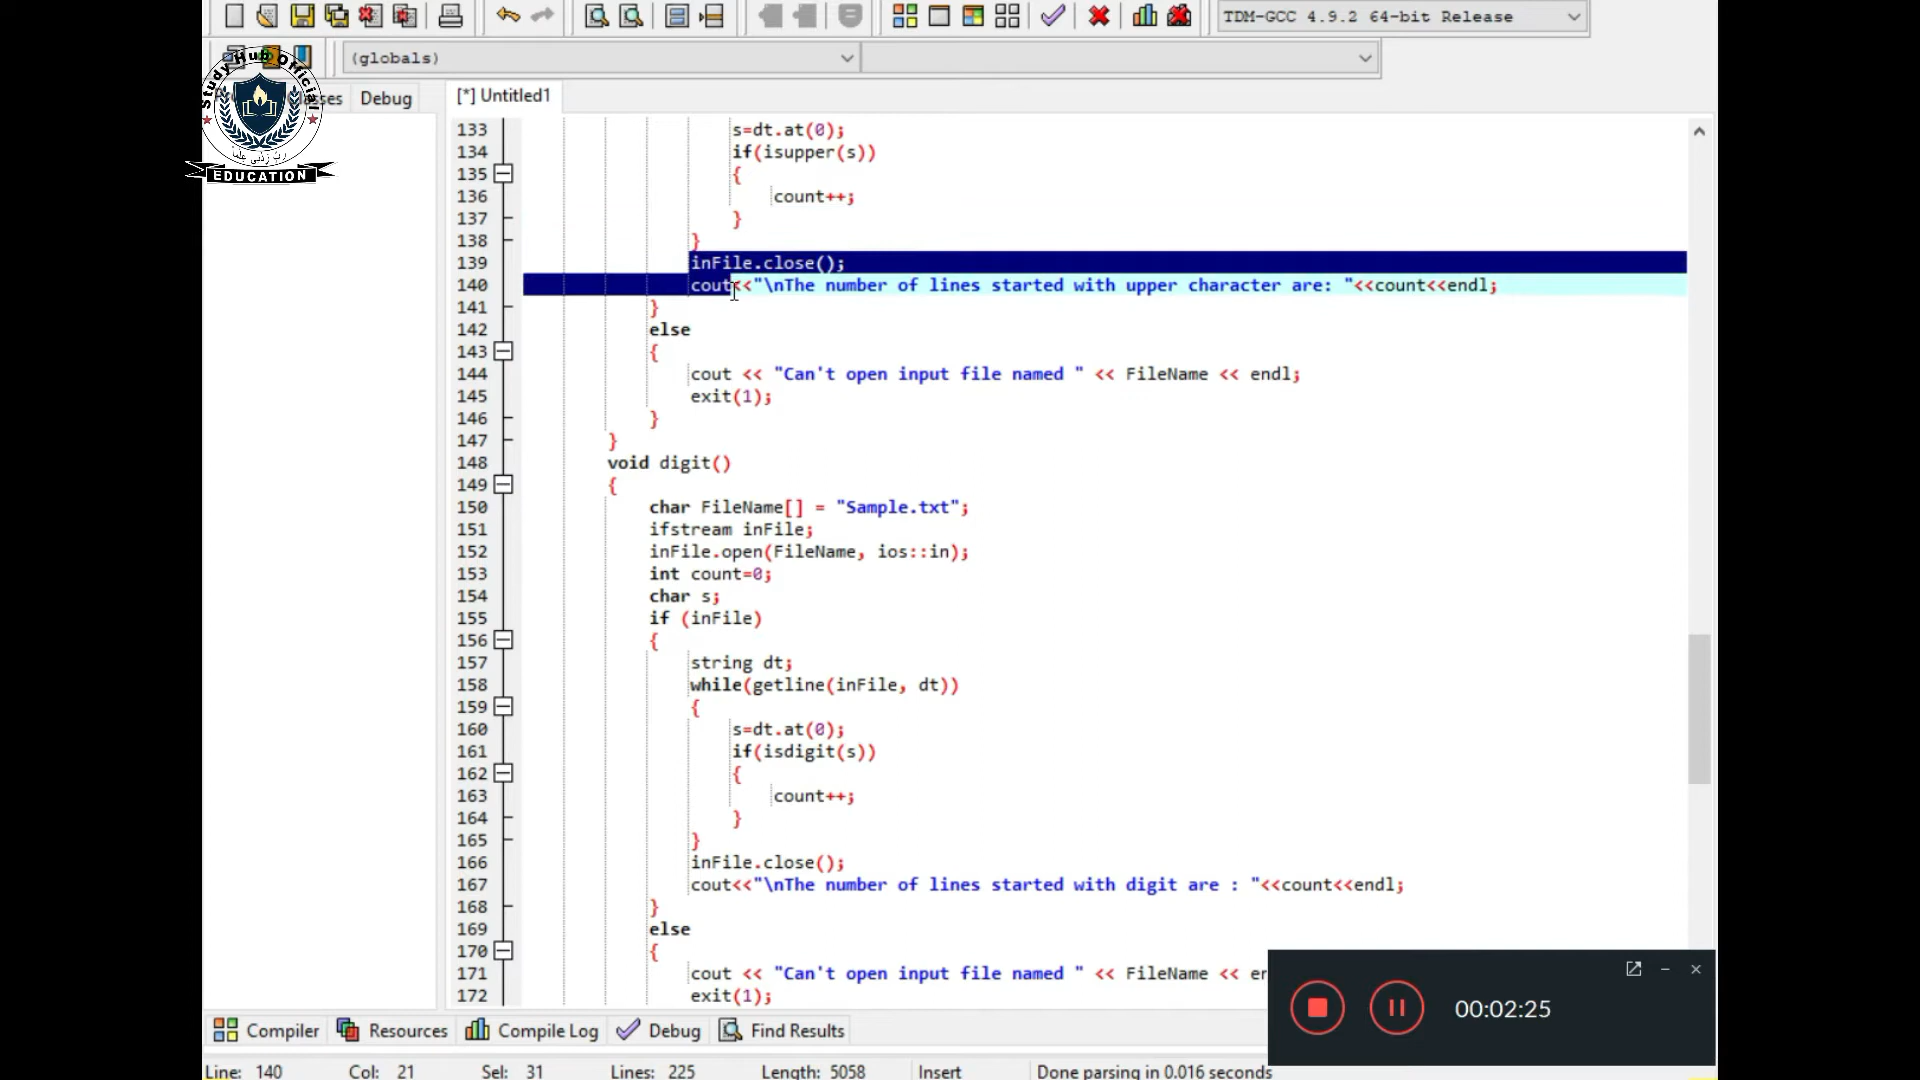 TDM-GCC 4.9.2 64-bit Release
(globals)
Study Hub Official
EDUCATION
sses Debug
[*] Untitled1
133 s=dt.at(0);
134 if(isupper(s))
135 {
136 count++;
137 }
138 }
139 inFile.close();
140 cout<<"\nThe number of lines started with upper character are: "<<count<<endl;
141 }
142 else
143 {
144 cout << "Can't open input file named " << FileName << endl;
145 exit(1);
146 }
147 }
148 void digit()
149 {
150 char FileName[] = "Sample.txt";
151 ifstream inFile;
152 inFile.open(FileName, ios::in);
153 int count=0;
154 char s;
155 if (inFile)
156 {
157 string dt;
158 while(getline(inFile, dt))
159 {
160 s=dt.at(0);
161 if(isdigit(s))
162 {
163 count++;
164 }
165 }
166 inFile.close();
167 cout<<"\nThe number of lines started with digit are : "<<count<<endl;
168 }
169 else
170 {
171 cout << "Can't open input file named " << FileName << en
172 exit(1);
00:02:25
Compiler Resources Compile Log Debug Find Results
Line: 140 Col: 21 Sel: 31 Lines: 225 Length: 5058 Insert Done parsing in 0.016 seconds